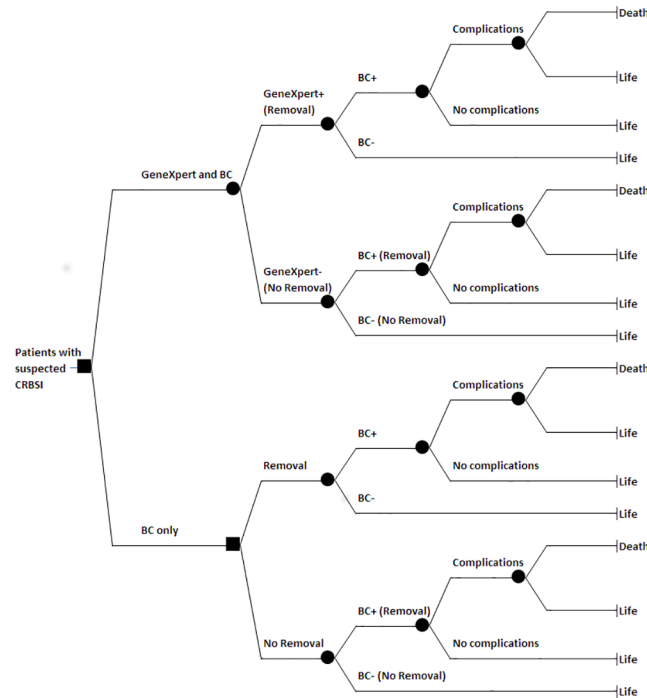 Death
Complications
BC+
Life
GeneXpert+
(Removal)
No complications
Life
BC-
Life
GeneXpert and BC
Death
Complications
BC+ (Removal)
Life
GeneXpert-
(No Removal)
No complications
Life
BC- (No Removal)
Life
Patients with
suspected
CRBSI
Death
Complications
BC+
Life
Removal
No complications
Life
BC-
Life
BC only
Death
Complications
BC+ (Removal)
Life
No Removal
No complications
Life
BC- (No Removal)
Life